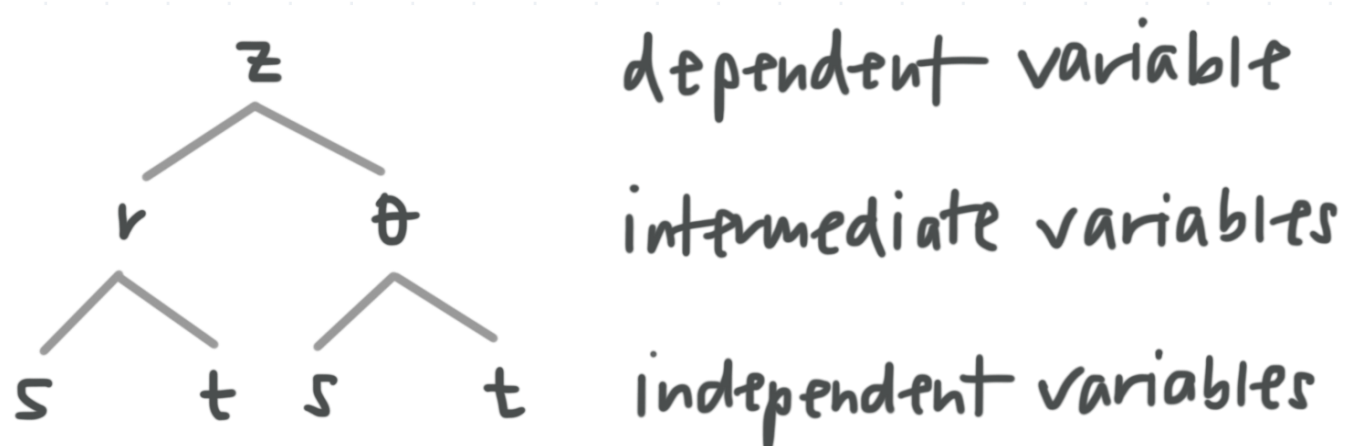 z dependent variable
r θ intermediate variables
s t s t independent variables